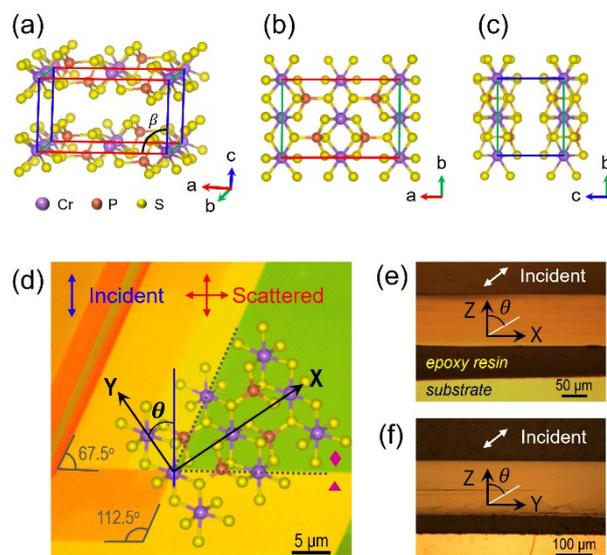 (a)
β
c
a
b
Cr P S
(b)
b
a
(c)
b
c
(d)
Incident Scattered
Y
θ
X
67.5°
112.5°
5 μm
(e)
Incident
Z θ
X
epoxy resin
substrate
50 μm
(f)
Incident
Z θ
Y
100 μm